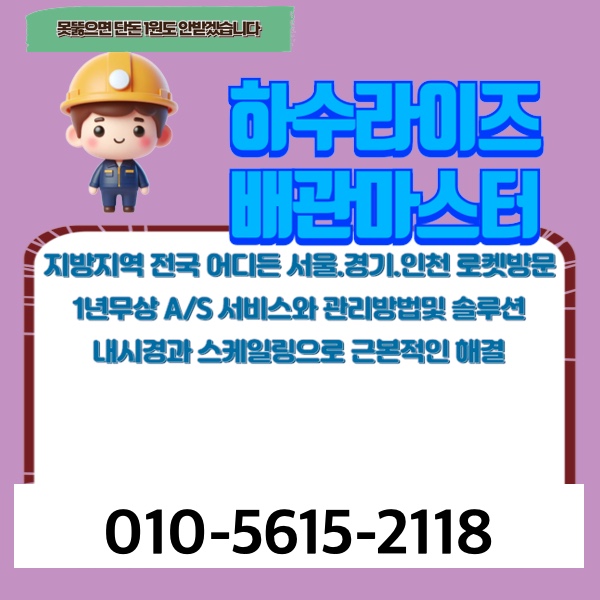 못뚫으면 단돈 1원도 안받겠습니다
하수라이즈
배관마스터
지방지역 전국 어디든 서울.경기.인천 로켓방문
1년무상 A/S 서비스와 관리방법및 솔루션
내시경과 스케일링으로 근본적인 해결
010-5615-2118